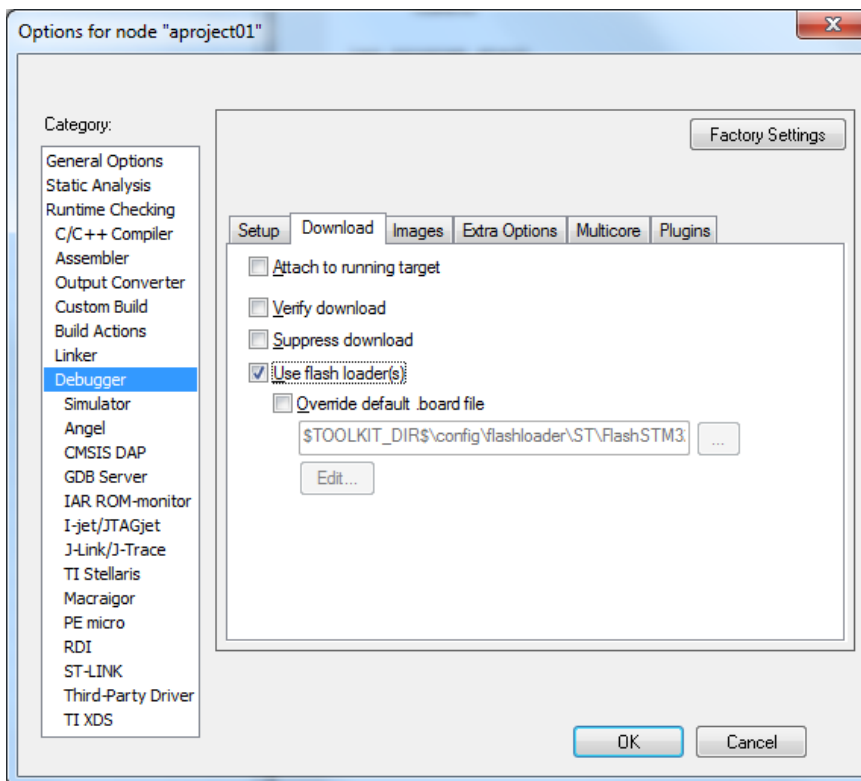 Options for node "aproject01"
Category:
General Options
Static Analysis
Runtime Checking
C/C++ Compiler
Assembler
Output Converter
Custom Build
Build Actions
Linker
Debugger
Simulator
Angel
CMSIS DAP
GDB Server
IAR ROM-monitor
I-jet/JTAGjet
J-Link/J-Trace
TI Stellaris
Macraigor
PE micro
RDI
ST-LINK
Third-Party Driver
TI XDS
Factory Settings
Setup Download Images Extra Options Multicore Plugins
Attach to running target
Verify download
Suppress download
Use flash loader(s)
Override default .board file
$TOOLKIT_DIR$\config\flashloader\ST\FlashSTM3 ...
Edit...
OK Cancel